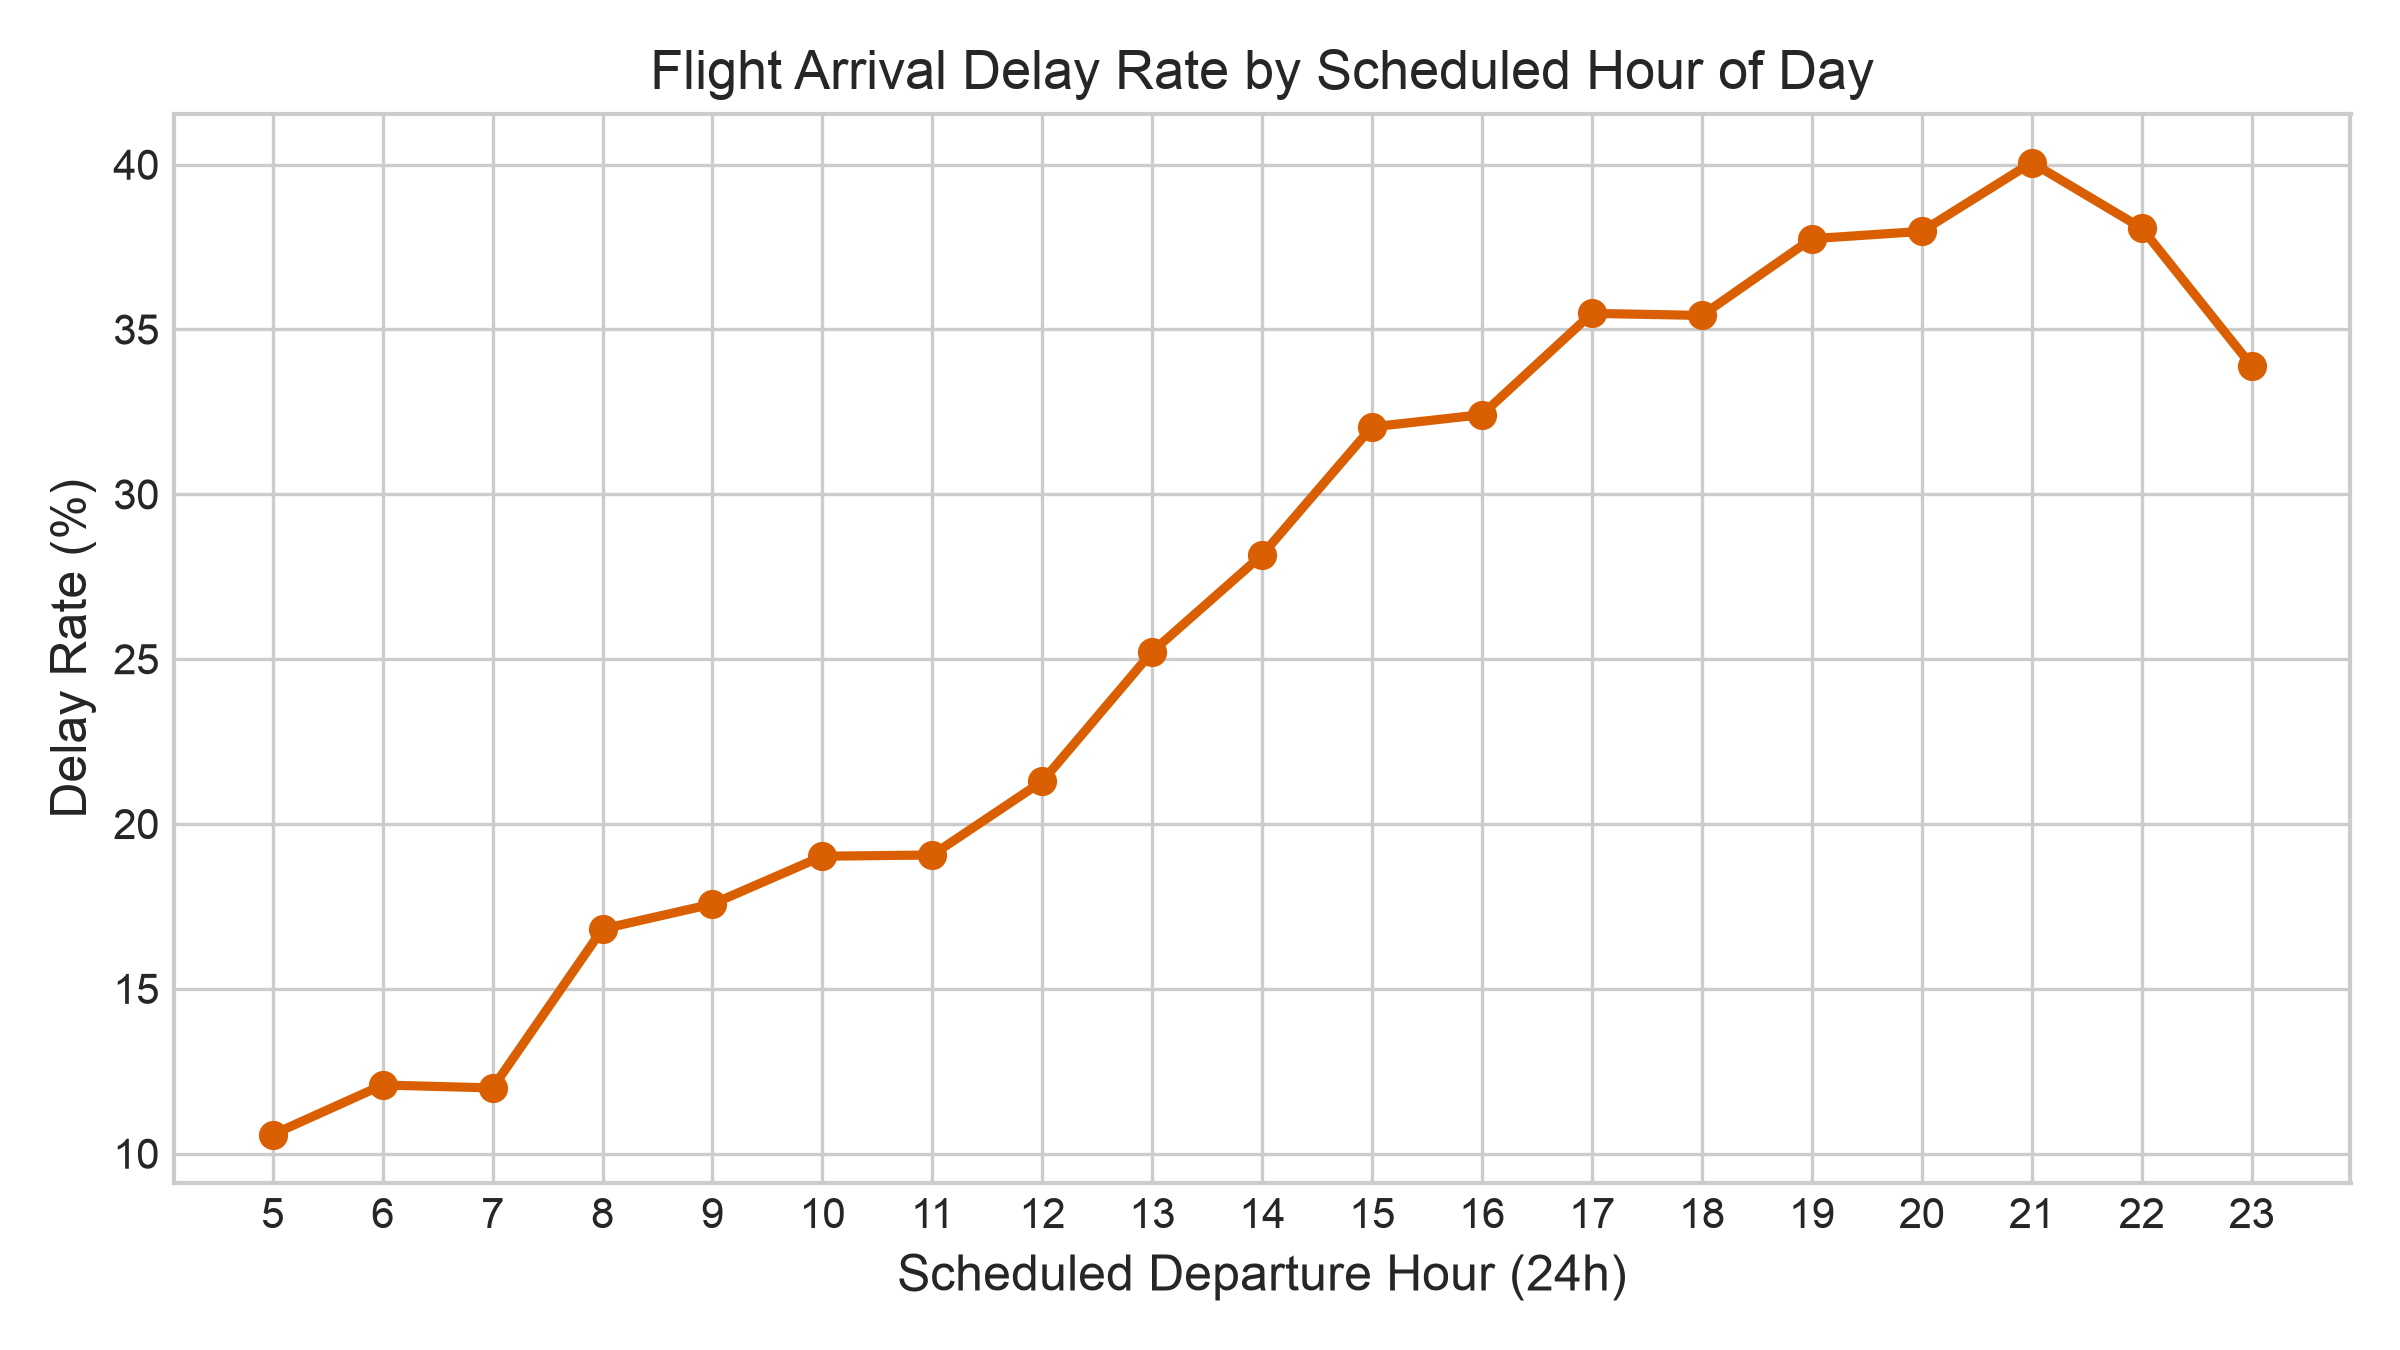 Flight Arrival Delay Rate by Scheduled Hour of Day
Delay Rate (%)
40
35
30
25
20
15
10
5 6 7 8 9 10 11 12 13 14 15 16 17 18 19 20 21 22 23
Scheduled Departure Hour (24h)